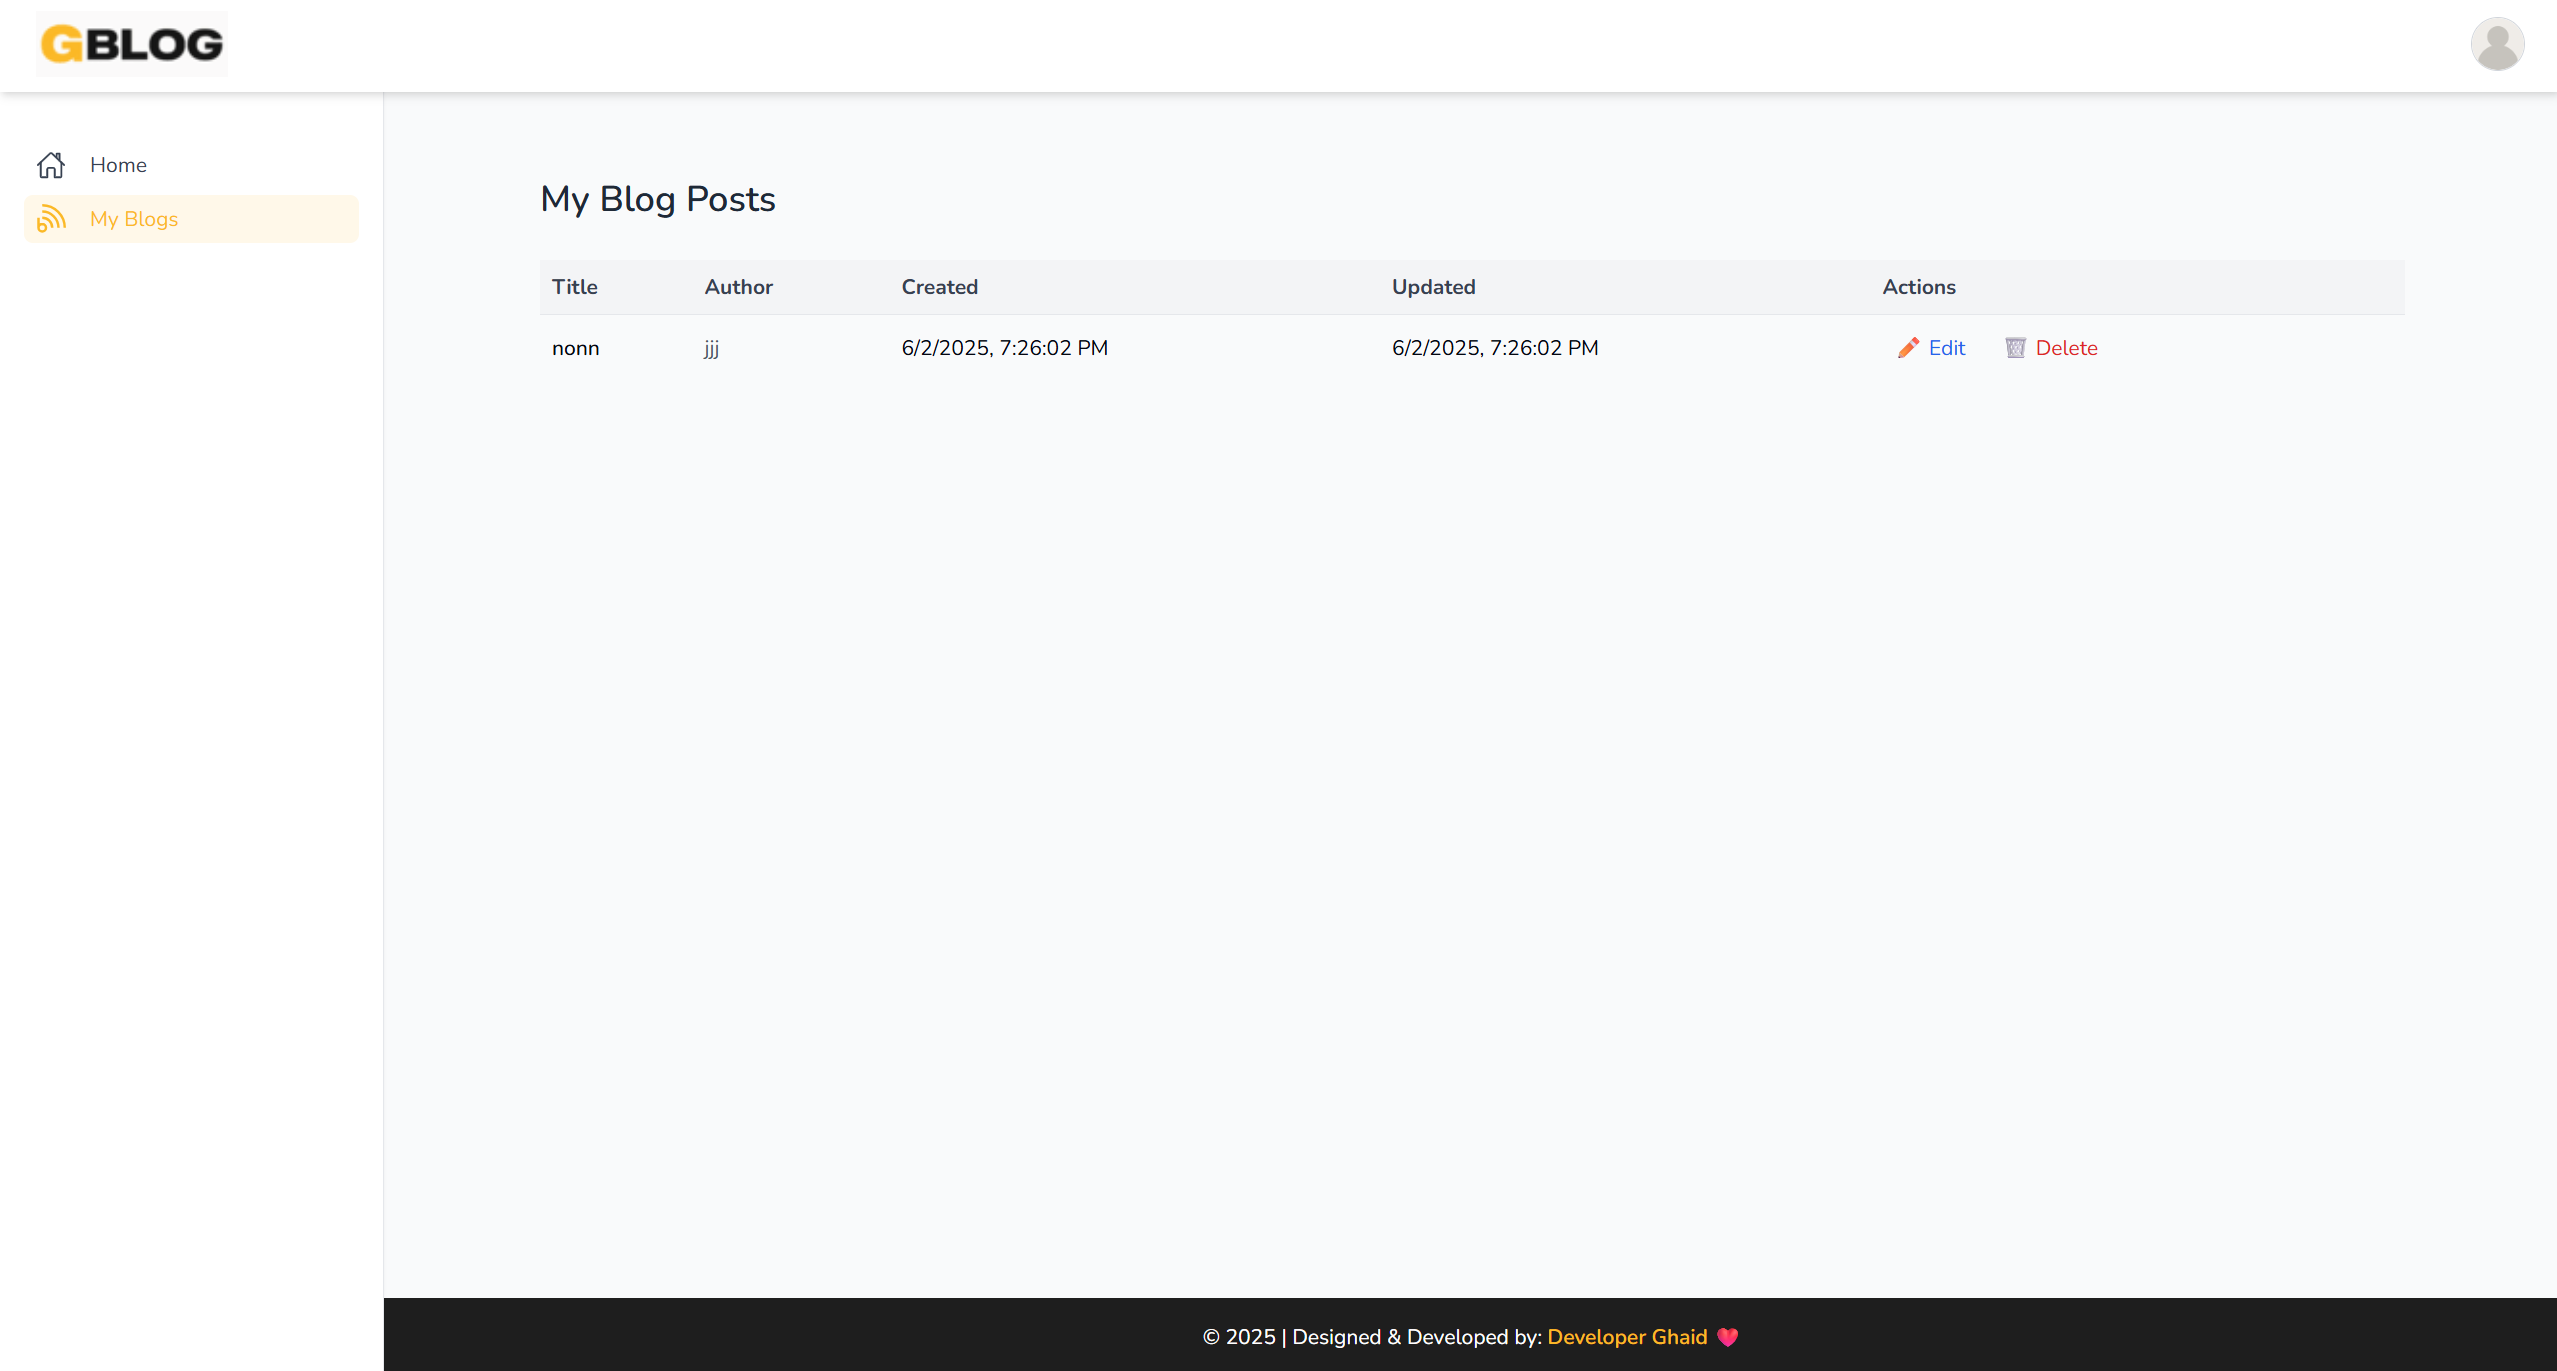 GBLOG
Home
My Blogs
My Blog Posts
Title Author Created Updated Actions
nonn jjj 6/2/2025, 7:26:02 PM 6/2/2025, 7:26:02 PM Edit Delete
© 2025 | Designed & Developed by: Developer Ghaid